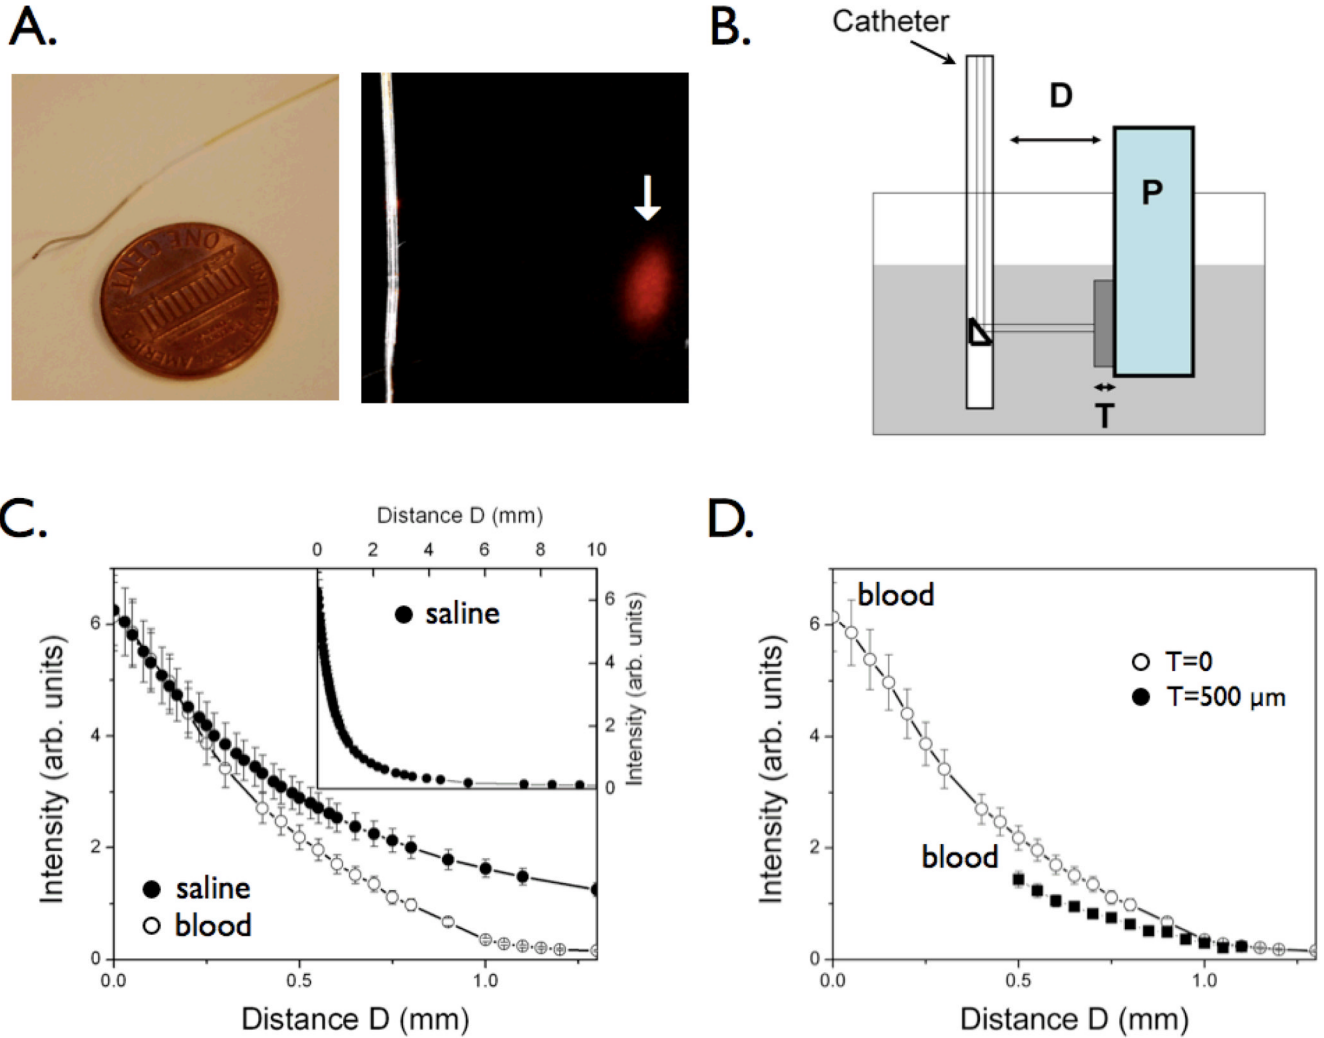 A.
ONE CENT
B.
Catheter
D
P
T
C.
Distance D (mm)
0 2 4 6 8 10
saline
6
4
2
0
Intensity (arb. units)
6
4
2
0
Intensity (arb. units)
saline
blood
0.0 0.5 1.0
Distance D (mm)
D.
blood
T=0
T=500 µm
blood
6
4
2
0
Intensity (arb. units)
0.0 0.5 1.0
Distance D (mm)